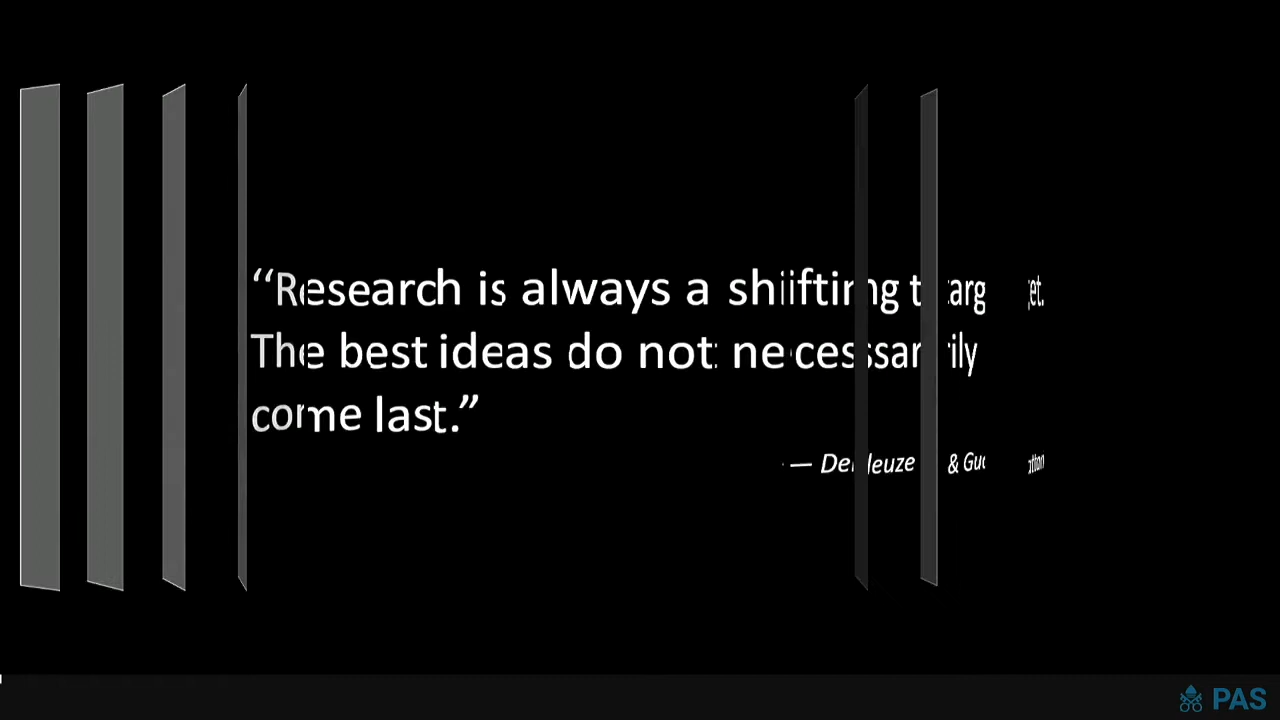 “Research is always a shifting target.
The best ideas do not necessarily
come last.”
— Deleuze &
PAS